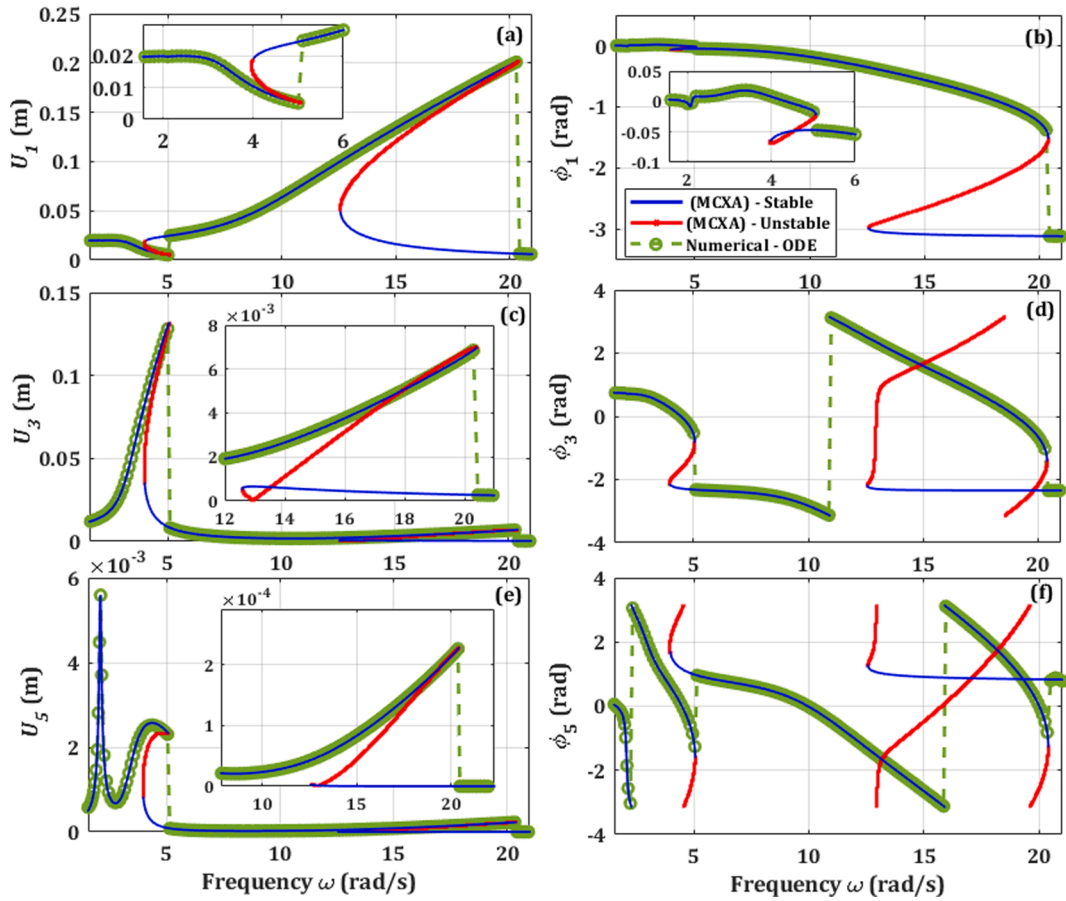 (a)
U1 (m)
0.2
0.15
0.1
0.05
0
0.02
0.01
0
2 4 6
5 10 15 20
(b)
ϕ̇1 (rad)
0
-1
-2
-3
0.05
0
-0.05
-0.1
2 4 6
(MCXA) - Stable
(MCXA) - Unstable
Numerical - ODE
5 10 15 20
(c)
U3 (m)
0.15
0.1
0.05
0
×10-3
8
6
4
2
0
12 14 16 18 20
5 10 15 20
(d)
ϕ̇3 (rad)
4
2
0
-2
-4
5 10 15 20
(e)
U5 (m)
×10-3
6
4
2
0
×10-4
2
1
0
10 15 20
5 10 15 20
Frequency ω (rad/s)
(f)
ϕ̇5 (rad)
4
2
0
-2
-4
5 10 15 20
Frequency ω (rad/s)